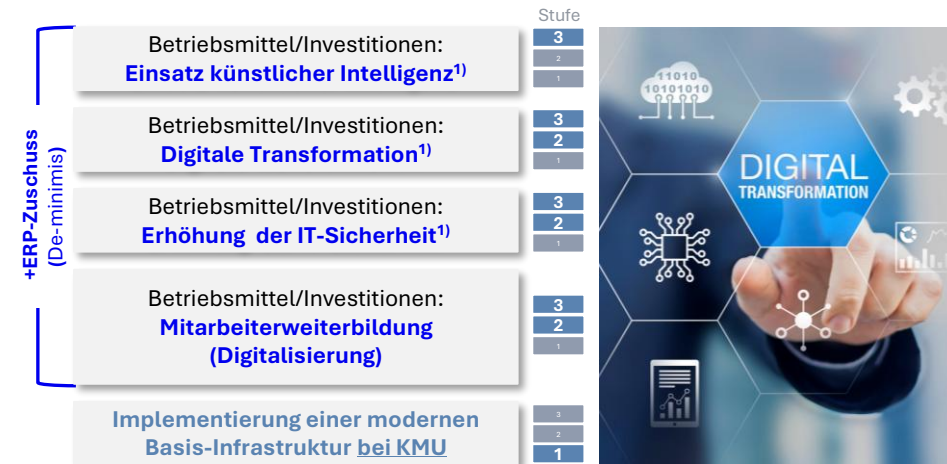 Stufe
Betriebsmittel/Investitionen:
Einsatz künstlicher Intelligenz1)
3
2
1
Betriebsmittel/Investitionen:
Digitale Transformation1)
3
2
1
Betriebsmittel/Investitionen:
Erhöhung der IT-Sicherheit1)
3
2
1
Betriebsmittel/Investitionen:
Mitarbeiterweiterbildung
(Digitalisierung)
3
2
1
+ERP-Zuschuss
(De-minimis)
Implementierung einer modernen
Basis-Infrastruktur bei KMU
3
2
1
11010
10101010
DIGITAL
TRANSFORMATION